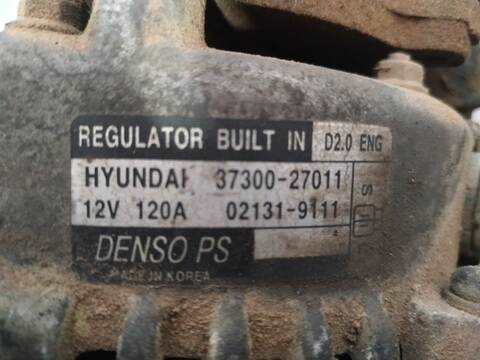 REGULATOR BUILT IN D2.0 ENG
HYUNDAI 37300-27011
12V 120A 02131-9111
S
DENSO PS
MADE IN KOREA